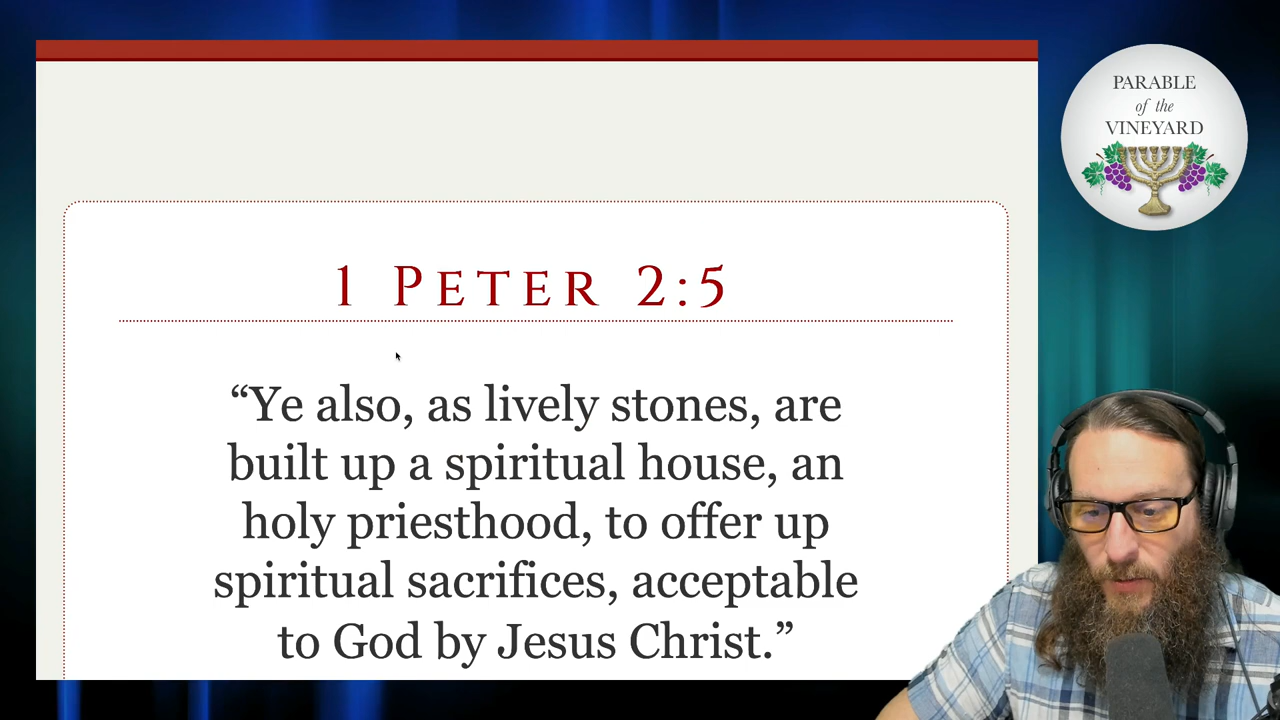 PARABLE
of the
VINEYARD
1 PETER 2:5
“Ye also, as lively stones, are
built up a spiritual house, an
holy priesthood, to offer up
spiritual sacrifices, acceptable
to God by Jesus Christ.”